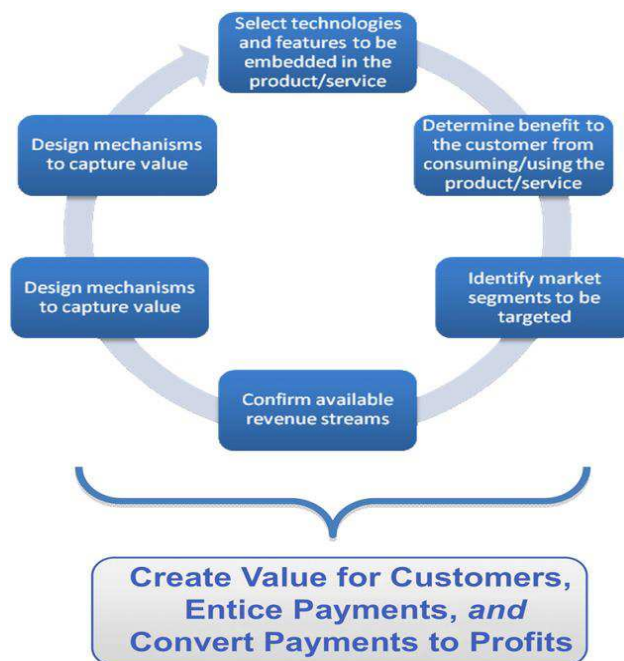 Select technologies
and features to be
embedded in the
product/service
Determine benefit to
the customer from
consuming/using the
product/service
Identify market
segments to be
targeted
Confirm available
revenue streams
Design mechanisms
to capture value
Design mechanisms
to capture value
Create Value for Customers,
Entice Payments, and
Convert Payments to Profits